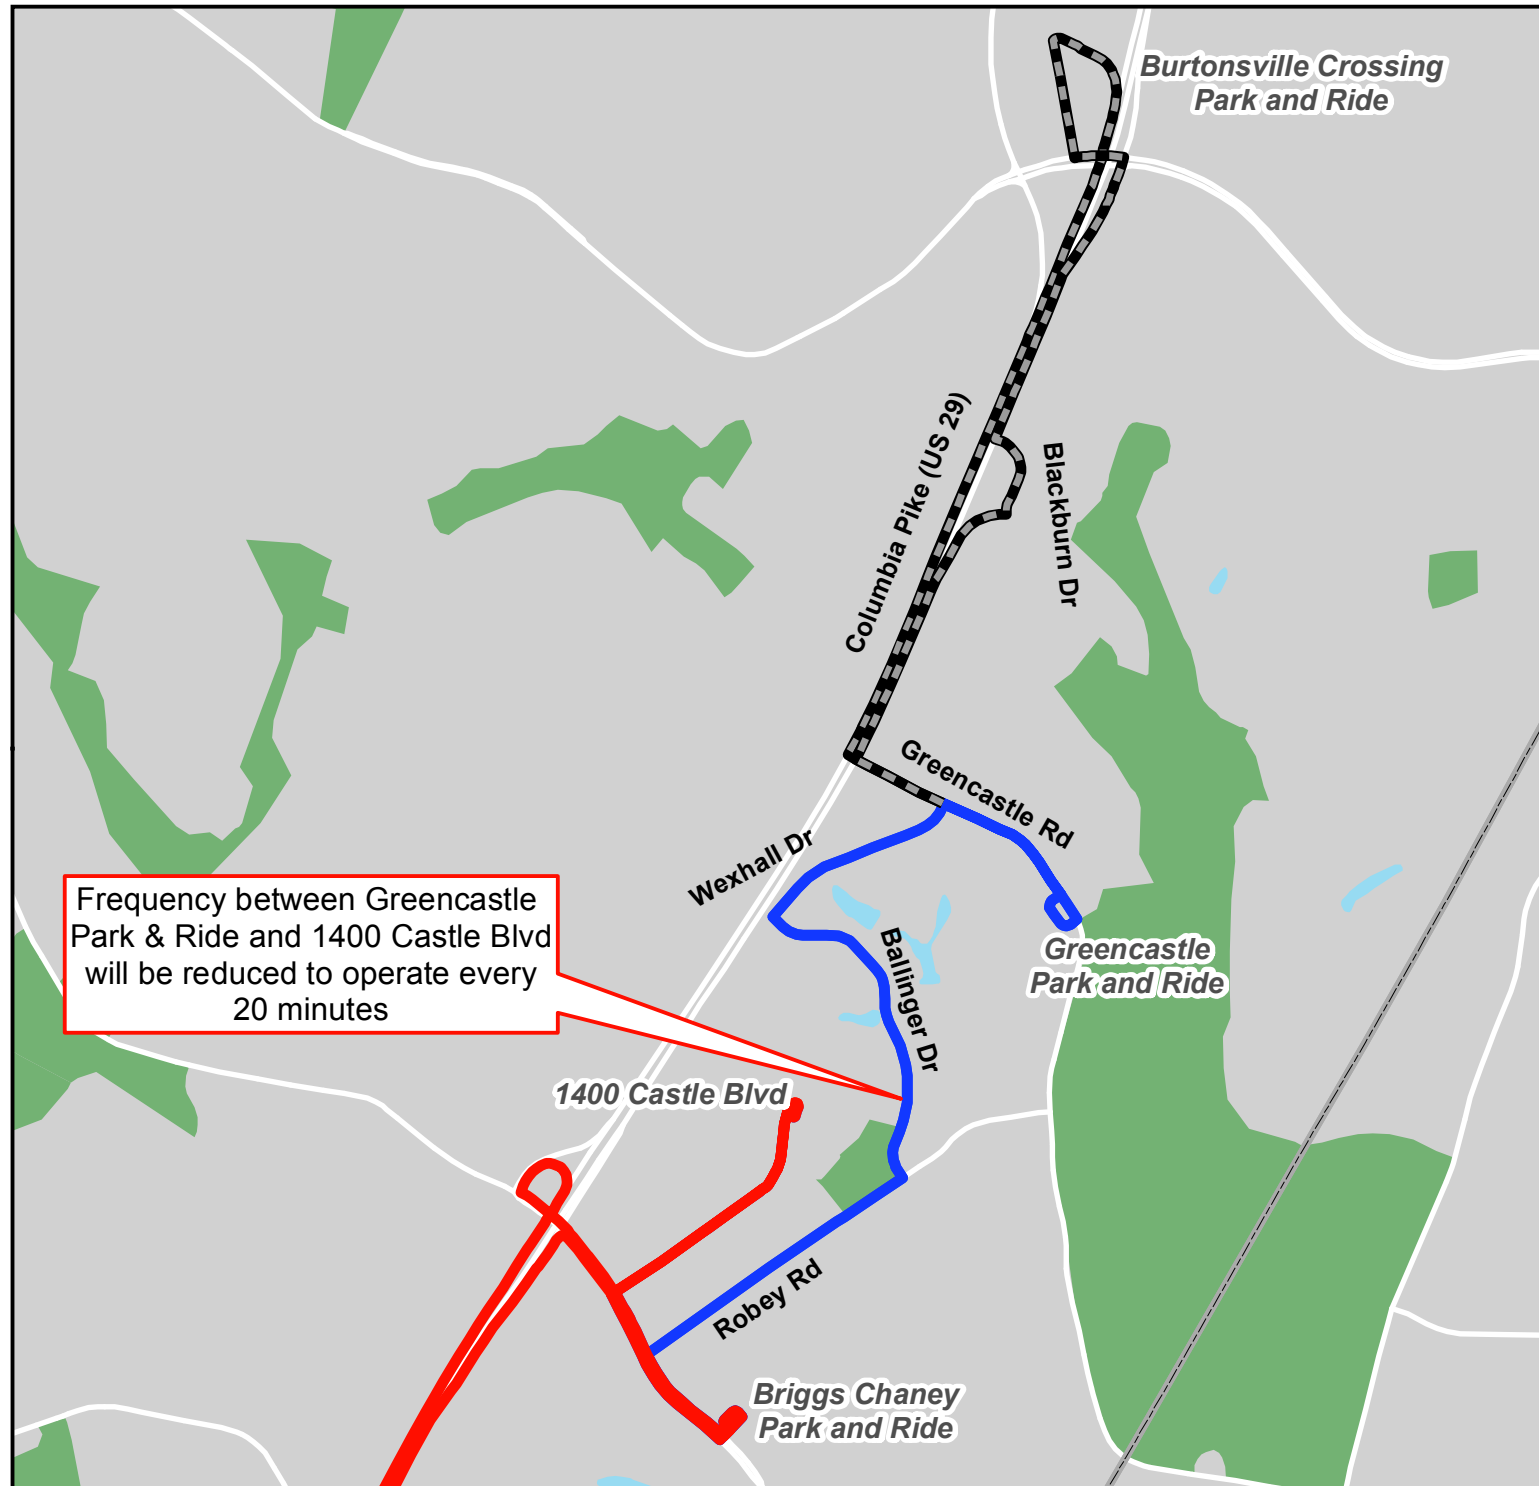 Burtonsville Crossing
Park and Ride
Columbia Pike (US 29)
Blackburn Dr
Greencastle Rd
Wexhall Dr
Frequency between Greencastle
Park & Ride and 1400 Castle Blvd
will be reduced to operate every
20 minutes
Ballinger Dr
Greencastle
Park and Ride
1400 Castle Blvd
Robey Rd
Briggs Chaney
Park and Ride